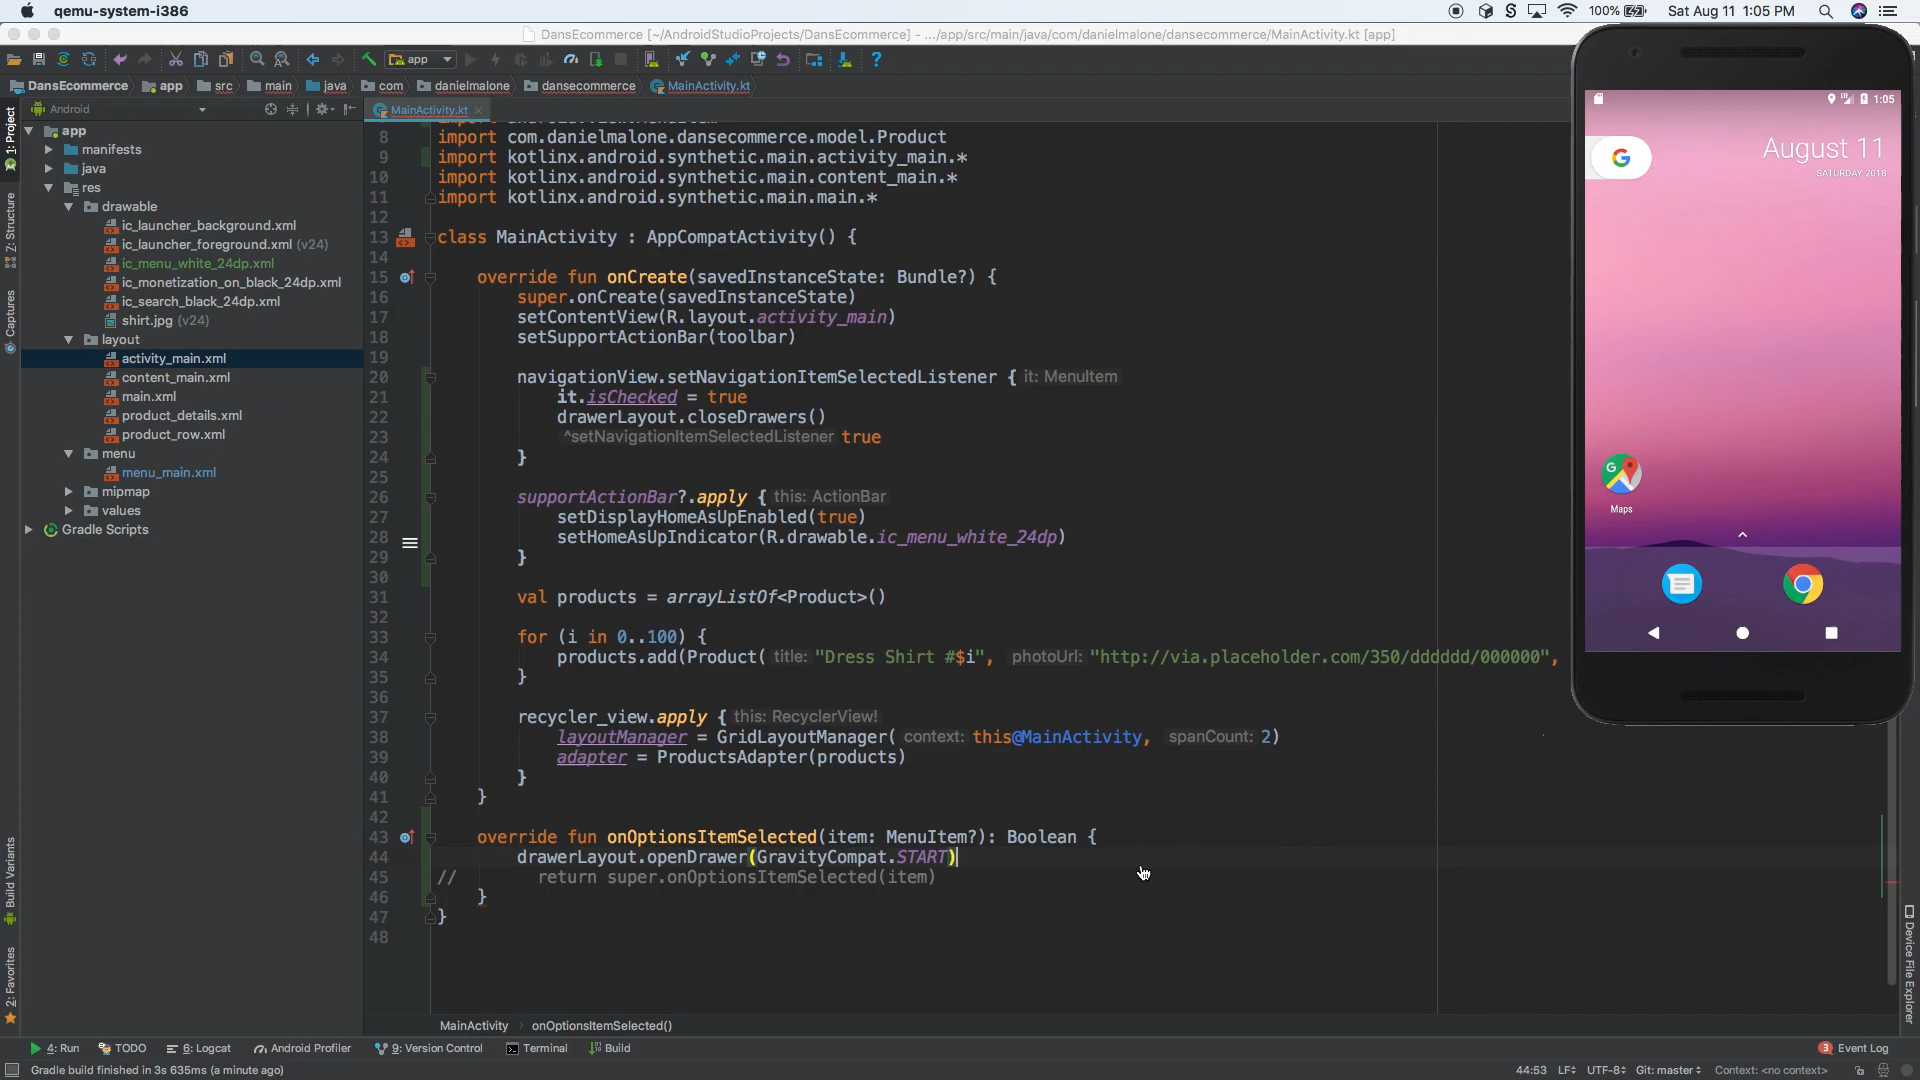 qemu-system-i386
100%
Sat Aug 11 1:05 PM
DansEcommerce [~/AndroidStudioProjects/DansEcommerce] - .../app/src/main/java/com/danielmalone/dansecommerce/MainActivity.kt [app]
app
DansEcommerce
app
src
main
java
com
danielmalone
dansecommerce
MainActivity.kt
Android
MainActivity.kt
1: Project
Z: Structure
Captures
Build Variants
2: Favorites
app
manifests
java
res
drawable
ic_launcher_background.xml
ic_launcher_foreground.xml (v24)
ic_menu_white_24dp.xml
ic_monetization_on_black_24dp.xml
ic_search_black_24dp.xml
shirt.jpg (v24)
layout
activity_main.xml
content_main.xml
main.xml
product_details.xml
product_row.xml
menu
menu_main.xml
mipmap
values
Gradle Scripts
8 import com.danielmalone.dansecommerce.model.Product
9 import kotlinx.android.synthetic.main.activity_main.*
10 import kotlinx.android.synthetic.main.content_main.*
11 import kotlinx.android.synthetic.main.main.*
12
13 class MainActivity : AppCompatActivity() {
14
15 override fun onCreate(savedInstanceState: Bundle?) {
16 super.onCreate(savedInstanceState)
17 setContentView(R.layout.activity_main)
18 setSupportActionBar(toolbar)
19
20 navigationView.setNavigationItemSelectedListener { it: MenuItem
21 it.isChecked = true
22 drawerLayout.closeDrawers()
23 ^setNavigationItemSelectedListener true
24 }
25
26 supportActionBar?.apply { this: ActionBar
27 setDisplayHomeAsUpEnabled(true)
28 setHomeAsUpIndicator(R.drawable.ic_menu_white_24dp)
29 }
30
31 val products = arrayListOf<Product>()
32
33 for (i in 0..100) {
34 products.add(Product( title: "Dress Shirt #$i", photoUrl: "http://via.placeholder.com/350/dddddd/000000",
35 }
36
37 recycler_view.apply { this: RecyclerView!
38 layoutManager = GridLayoutManager( context: this@MainActivity, spanCount: 2)
39 adapter = ProductsAdapter(products)
40 }
41 }
42
43 override fun onOptionsItemSelected(item: MenuItem?): Boolean {
44 drawerLayout.openDrawer(GravityCompat.START)
45 // return super.onOptionsItemSelected(item)
46 }
47 }
48
MainActivity
onOptionsItemSelected()
1:05
August 11
SATURDAY, 2018
Maps
Device File Explorer
4: Run
TODO
6: Logcat
Android Profiler
9: Version Control
Terminal
Build
3 Event Log
Gradle build finished in 3s 635ms (a minute ago)
44:53
LF
UTF-8
Git: master
Context: <no context>